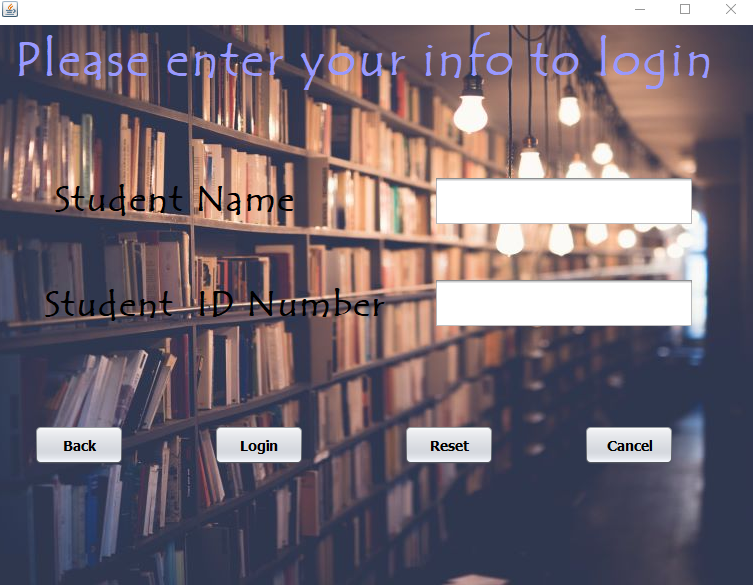 Please enter your info to login
Student Name
Student ID Number
Back Login Reset Cancel